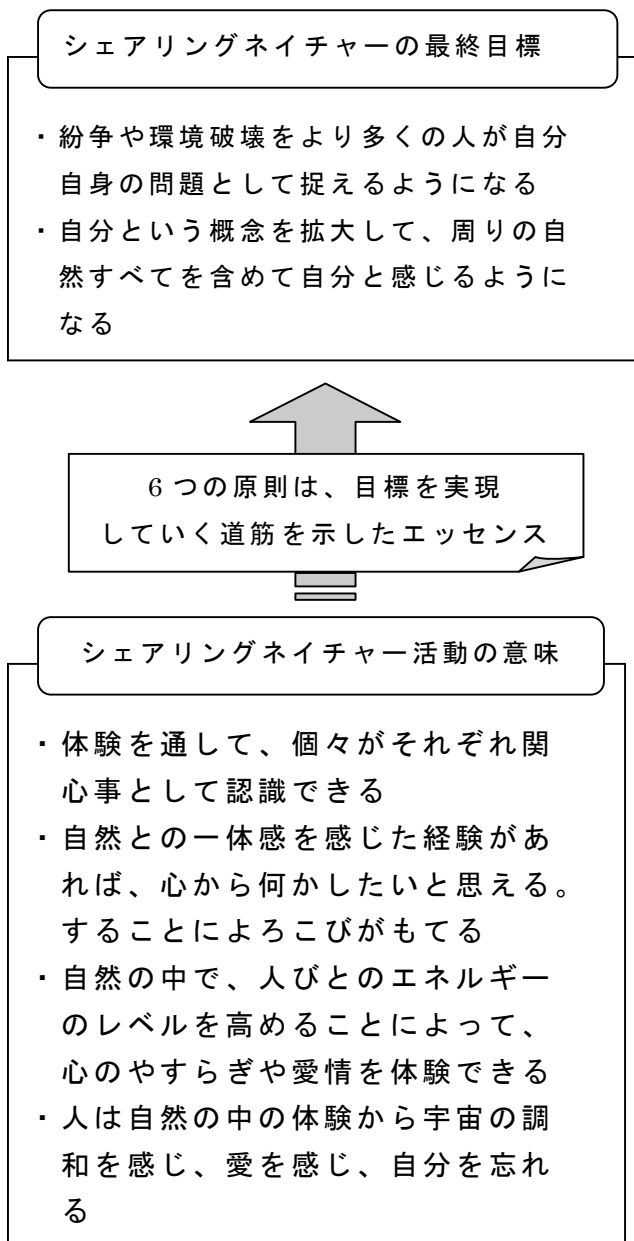 シェアリングネイチャーの最終目標
・紛争や環境破壊をより多くの人が自分
自身の問題として捉えるようになる
・自分という概念を拡大して、周りの自
然すべてを含めて自分と感じるように
なる
6つの原則は、目標を実現
していく道筋を示したエッセンス
シェアリングネイチャー活動の意味
・体験を通して、個々がそれぞれ関
心事として認識できる
・自然との一体感を感じた経験があ
れば、心から何かしたいと思える。
することによろこびがもてる
・自然の中で、人びとのエネルギー
のレベルを高めることによって、
心のやすらぎや愛情を体験できる
・人は自然の中の体験から宇宙の調
和を感じ、愛を感じ、自分を忘れ
る